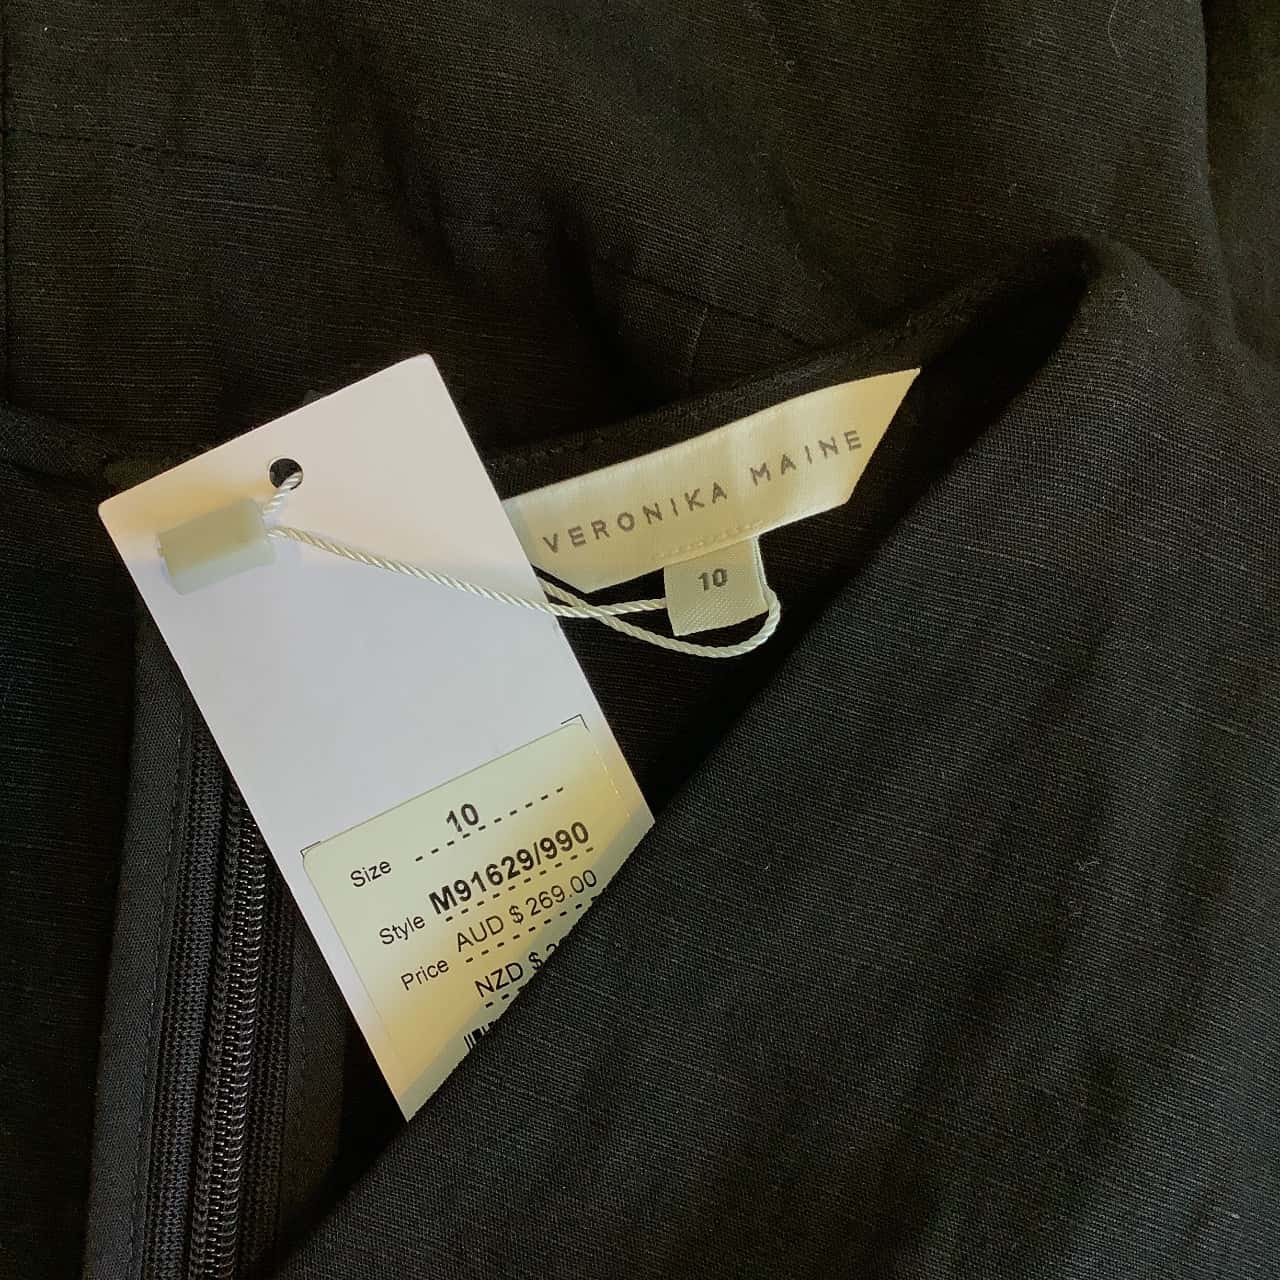 VERONIKA MAINE
10
Size 10
Style M91629/990
Price AUD $269.00
NZD $